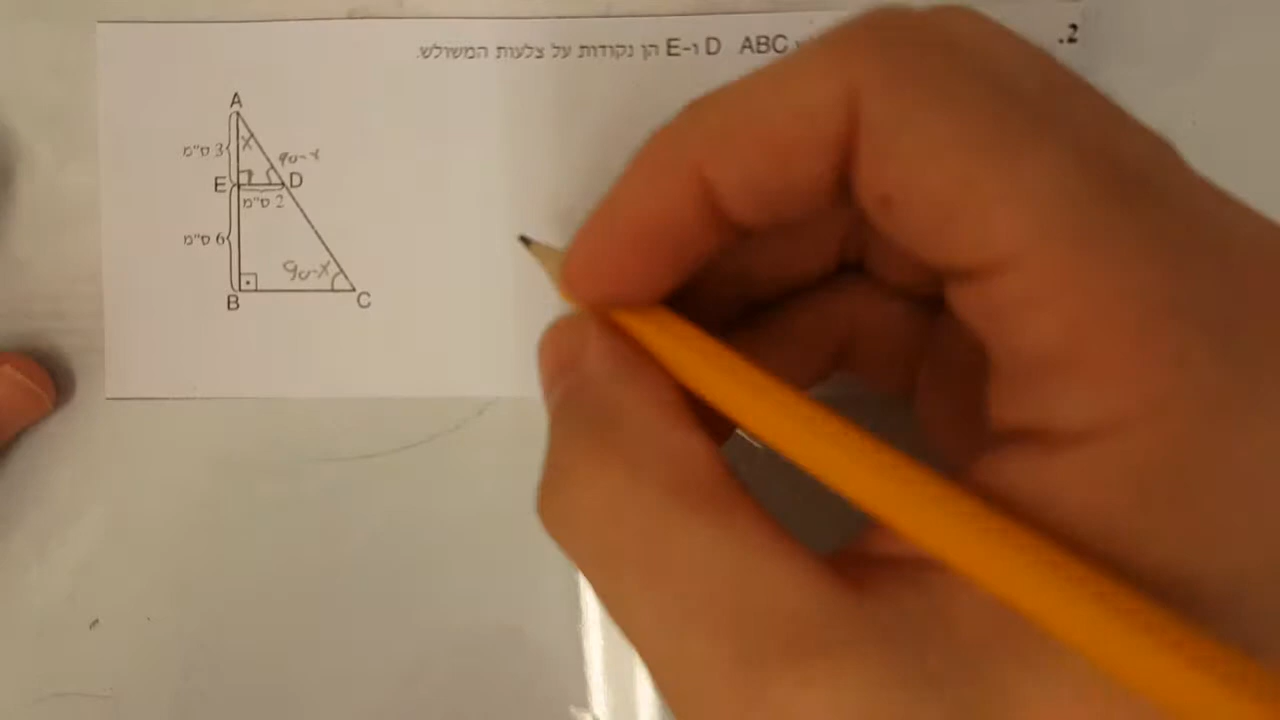 .2
ABC D ו-E הן נקודות על צלעות המשולש.
A
x
3 ס"מ
90-x
E
D
2 ס"מ
6 ס"מ
90-x
B
C